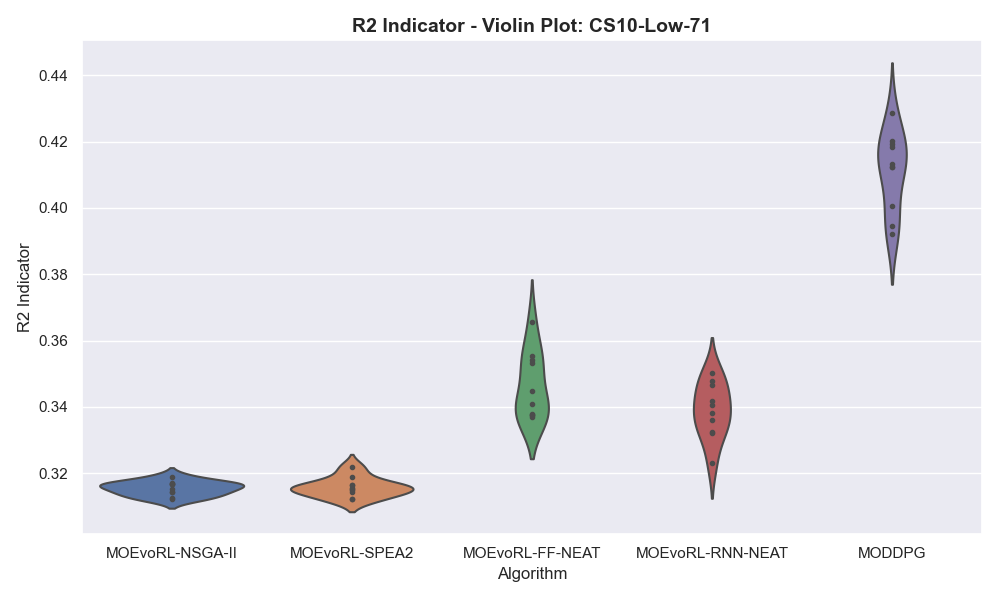 R2 Indicator - Violin Plot: CS10-Low-71
R2 Indicator
0.44
0.42
0.40
0.38
0.36
0.34
0.32
MOEvoRL-NSGA-II MOEvoRL-SPEA2 MOEvoRL-FF-NEAT MOEvoRL-RNN-NEAT MODDPG
Algorithm